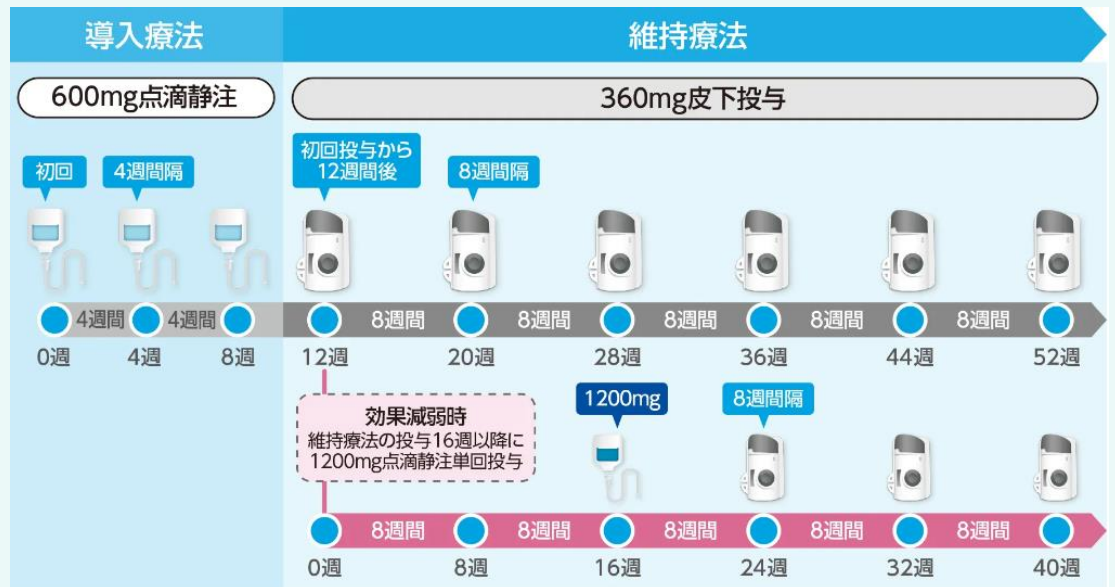 導入療法
維持療法
600mg点滴静注
360mg皮下投与
初回
4週間隔
初回投与から
12週間後
8週間隔
4週間
4週間
8週間
8週間
8週間
8週間
8週間
0週
4週
8週
12週
20週
28週
36週
44週
52週
効果減弱時
維持療法の投与16週以降に
1200mg点滴静注単回投与
1200mg
8週間隔
8週間
8週間
8週間
8週間
8週間
0週
8週
16週
24週
32週
40週